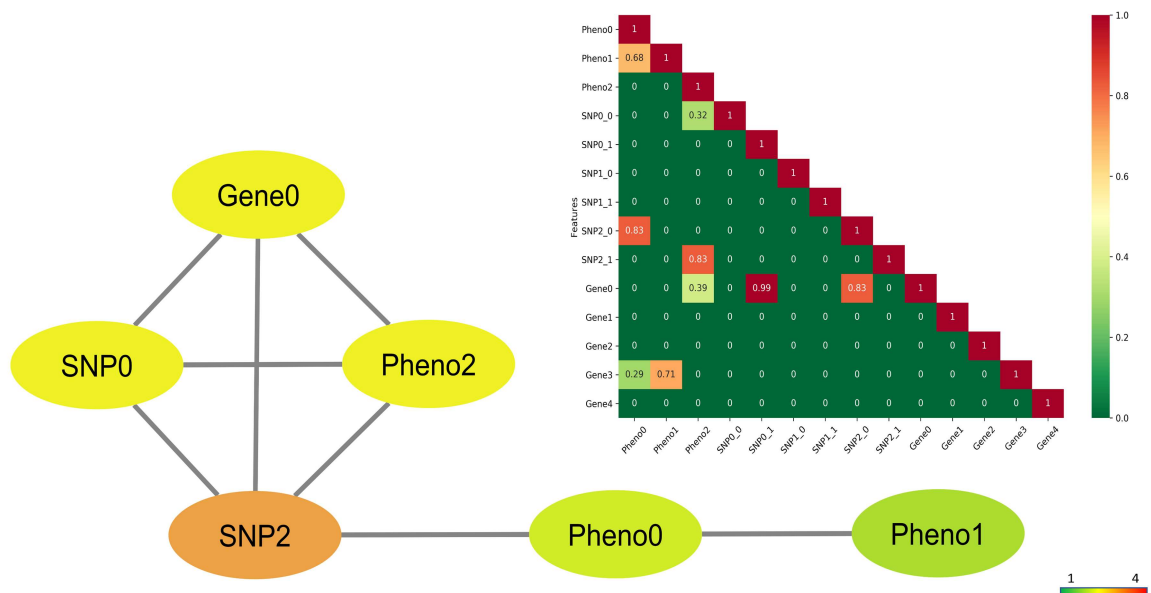 Pheno0 1 1.0
Pheno1 0.68 1
Pheno2 0 0 1
SNP0_0 0 0 0.32 1 0.8
SNP0_1 0 0 0 0 1
SNP1_0 0 0 0 0 0 1
SNP1_1 0 0 0 0 0 0 1 0.6
Features
SNP2_0 0.83 0 0 0 0 0 0 1
SNP2_1 0 0 0.83 0 0 0 0 0 1 0.4
Gene0 0 0 0.39 0 0.99 0 0 0.83 0 1
Gene1 0 0 0 0 0 0 0 0 0 0 1
Gene2 0 0 0 0 0 0 0 0 0 0 0 1 0.2
Gene3 0.29 0.71 0 0 0 0 0 0 0 0 0 0 1
Gene4 0 0 0 0 0 0 0 0 0 0 0 0 0 1 0.0
Pheno0 Pheno1 Pheno2 SNP0_0 SNP0_1 SNP1_0 SNP1_1 SNP2_0 SNP2_1 Gene0 Gene1 Gene2 Gene3 Gene4
Gene0
SNP0 Pheno2
SNP2 Pheno0 Pheno1
1 4